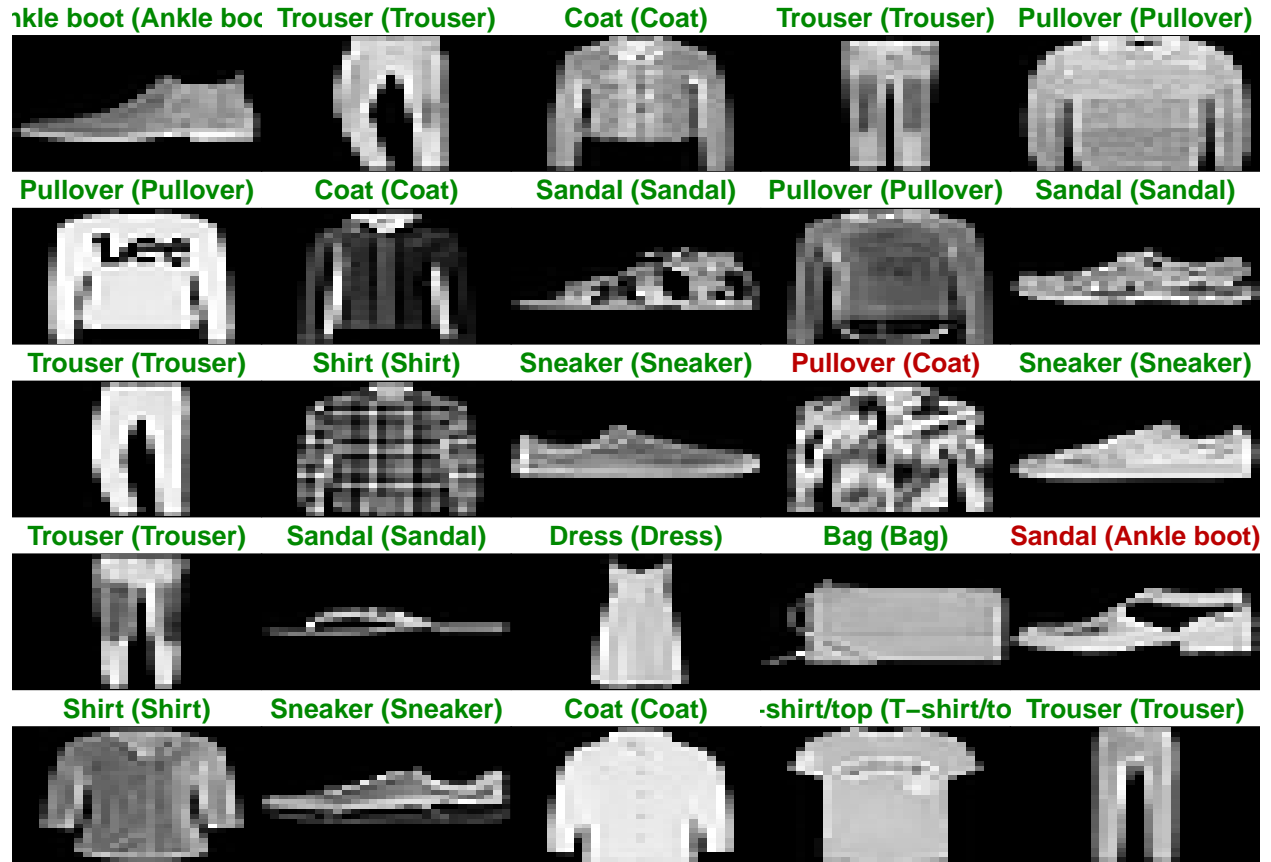 nkle boot (Ankle boo Trouser (Trouser) Coat (Coat) Trouser (Trouser) Pullover (Pullover)
Pullover (Pullover) Coat (Coat) Sandal (Sandal) Pullover (Pullover) Sandal (Sandal)
Lee
Trouser (Trouser) Shirt (Shirt) Sneaker (Sneaker) Pullover (Coat) Sneaker (Sneaker)
Trouser (Trouser) Sandal (Sandal) Dress (Dress) Bag (Bag) Sandal (Ankle boot)
Shirt (Shirt) Sneaker (Sneaker) Coat (Coat) -shirt/top (T−shirt/to Trouser (Trouser)